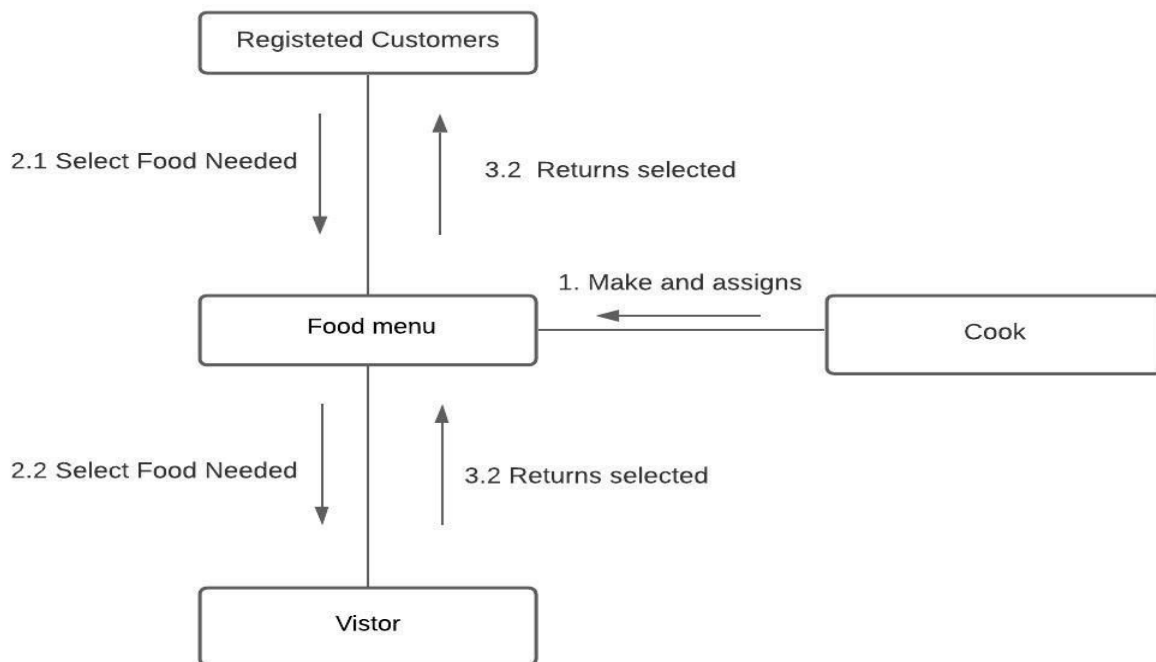 Registeted Customers
2.1 Select Food Needed
3.2 Returns selected
1. Make and assigns
Food menu
Cook
2.2 Select Food Needed
3.2 Returns selected
Vistor